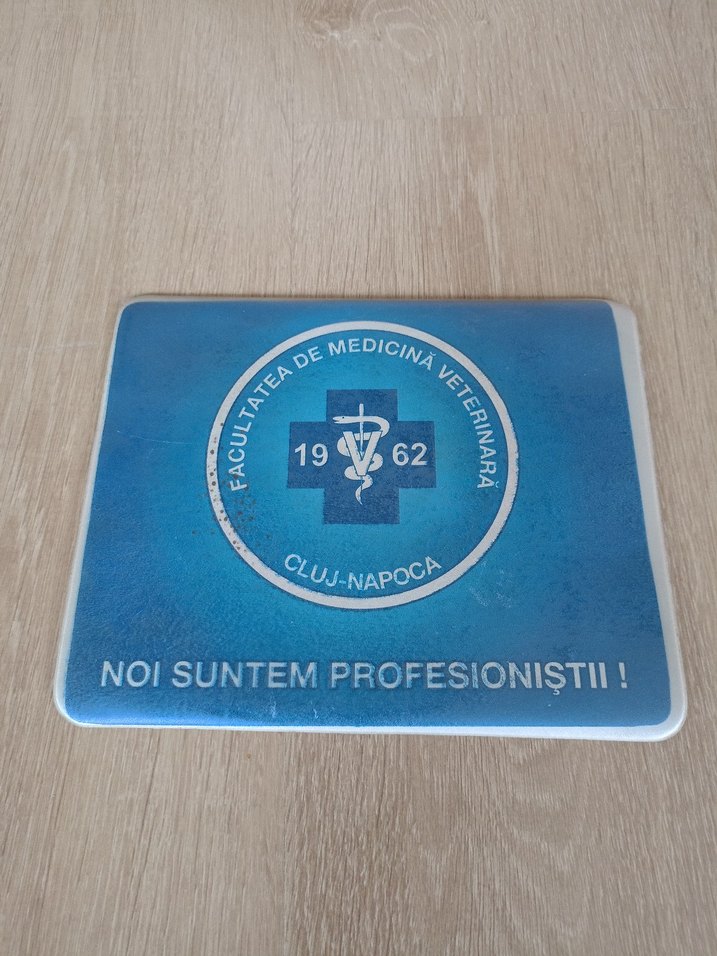 FACULTATEA DE MEDICINĂ VETERINARĂ
19 V 62
CLUJ-NAPOCA
NOI SUNTEM PROFESIONIŞTII !